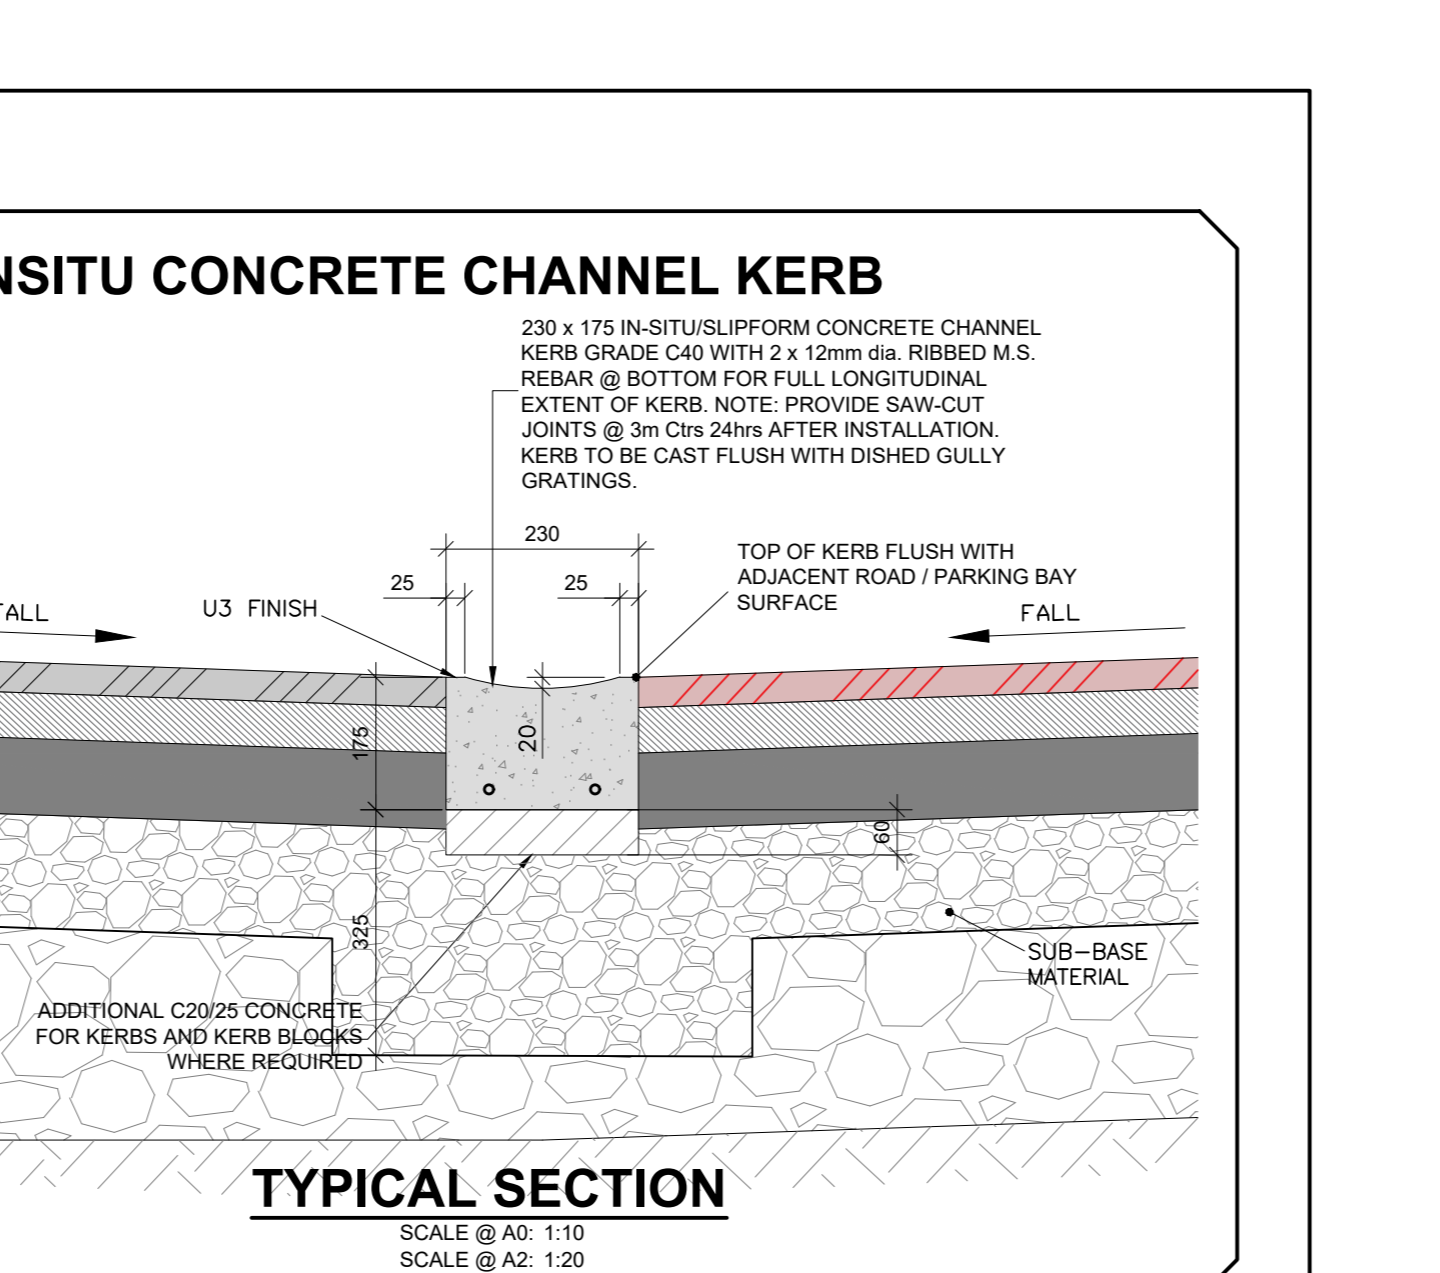 NSITU CONCRETE CHANNEL KERB
230 x 175 IN-SITU/SLIPFORM CONCRETE CHANNEL
KERB GRADE C40 WITH 2 x 12mm dia. RIBBED M.S.
REBAR @ BOTTOM FOR FULL LONGITUDINAL
EXTENT OF KERB. NOTE: PROVIDE SAW-CUT
JOINTS @ 3m Ctrs 24hrs AFTER INSTALLATION.
KERB TO BE CAST FLUSH WITH DISHED GULLY
GRATINGS.
230
25
25
TOP OF KERB FLUSH WITH
ADJACENT ROAD / PARKING BAY
SURFACE
ALL
U3 FINISH
FALL
175
20
60
325
SUB-BASE
MATERIAL
ADDITIONAL C20/25 CONCRETE
FOR KERBS AND KERB BLOCKS
WHERE REQUIRED
TYPICAL SECTION
SCALE @ A0: 1:10
SCALE @ A2: 1:20